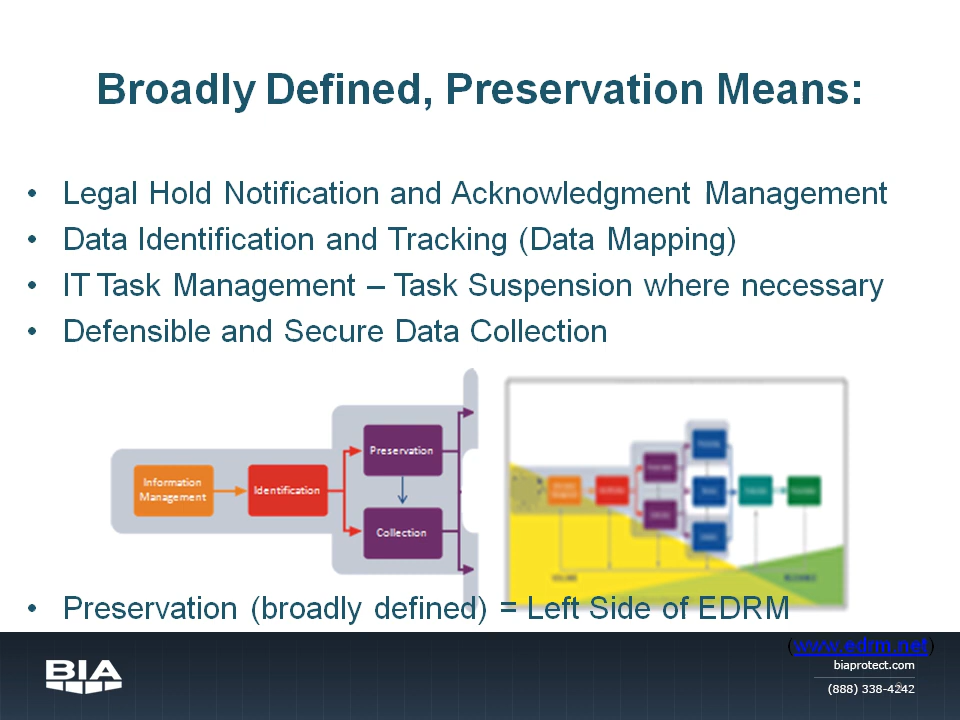 Broadly Defined, Preservation Means:
• Legal Hold Notification and Acknowledgment Management
• Data Identification and Tracking (Data Mapping)
• IT Task Management – Task Suspension where necessary
• Defensible and Secure Data Collection
Information
Management
Identification
Preservation
Collection
• Preservation (broadly defined) = Left Side of EDRM
(www.edrm.net)
BIA
biaprotect.com
(888) 338-4242